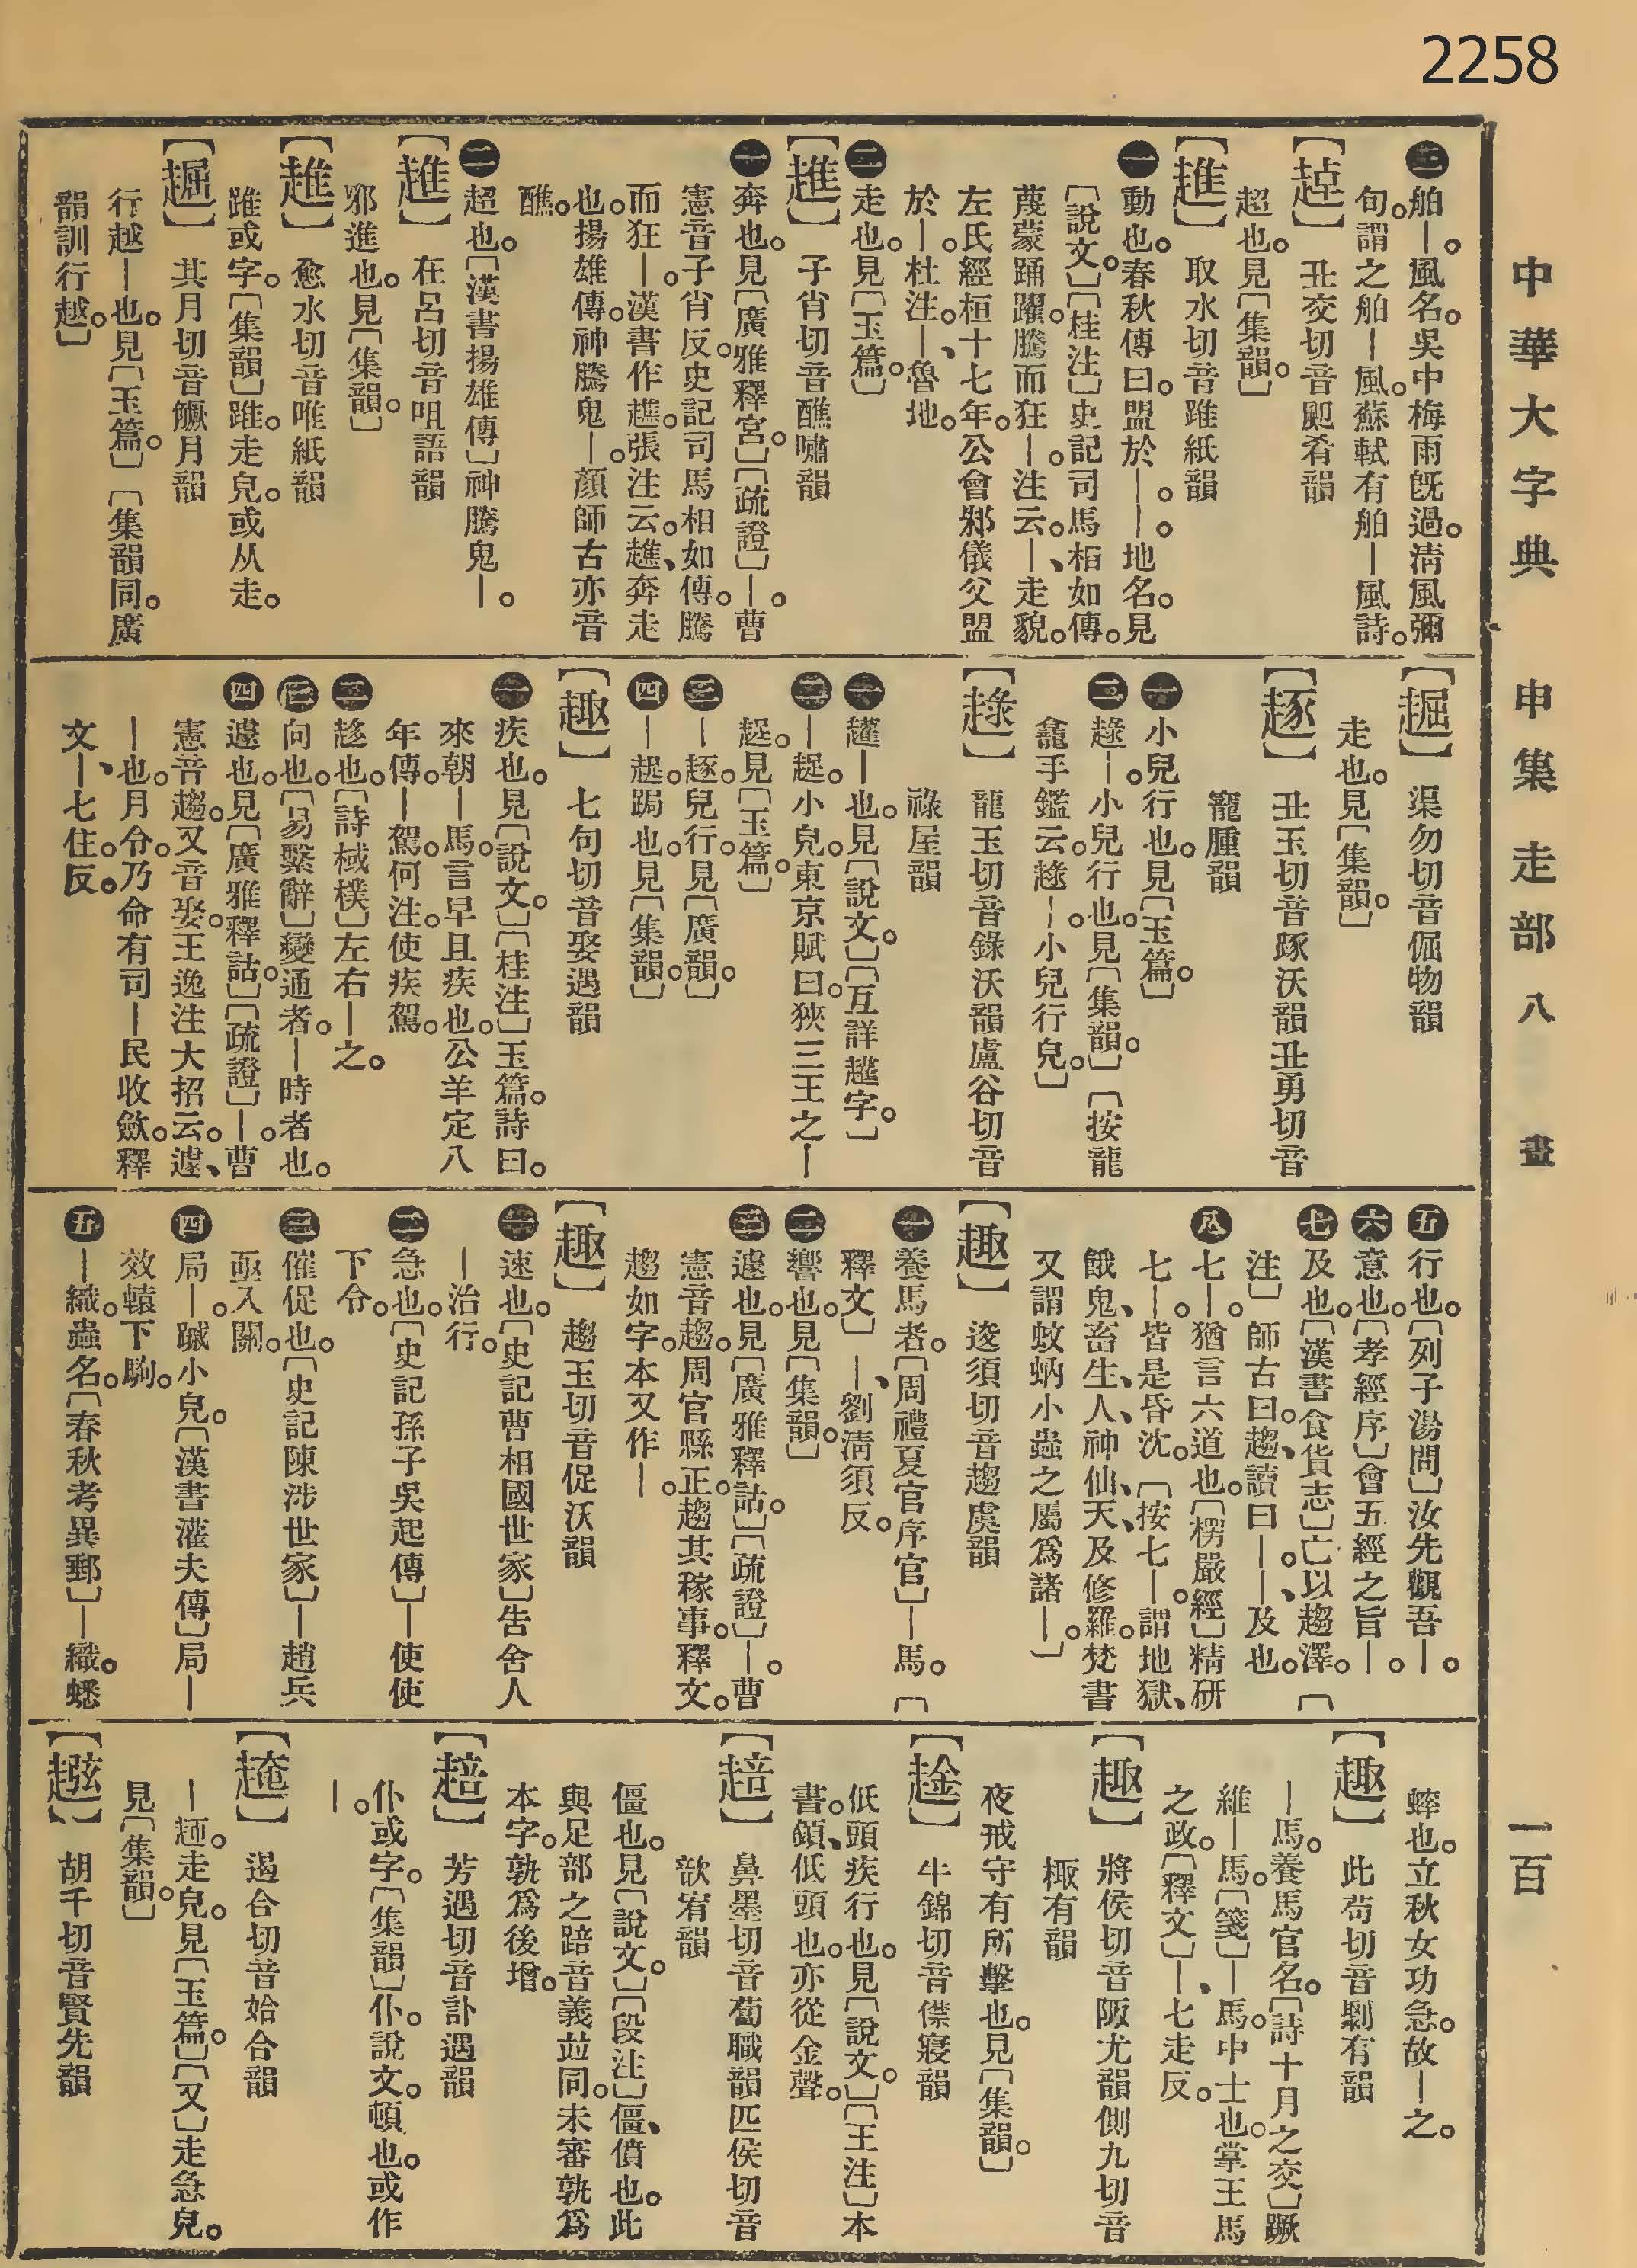 2258
中華大字典 申集 走部 八畫 一百
㊂舶—。風名。吳中梅雨旣過淸風彌
旬。謂之舶—風。蘇軾有舶—風詩。
【趠】 丑交切音颲肴韻
超也。見〔集韻。〕
【趡】 取水切音踓紙韻
㊀動也。春秋傳曰。盟於—。—。地名。見
〔說文。〕〔桂注〕史記司馬相如傳。
蔑蒙踊躍。騰而狂—。注云。—、走貌。
左氏經桓十七年。公會邾儀父盟
於—。杜注。—、魯地。
㊁走也。見〔玉篇。〕
【趡】 子肖切音醮嘯韻
㊀奔也。見〔廣雅釋宮。〕〔疏證〕—。曹
憲音子肖反。史記司馬相如傳。騰
而狂—。漢書作趭。張注云。趭、奔走
也。揚雄傳。神騰鬼—。顏師古亦音
醮。
㊁超也。〔漢書揚雄傳〕神騰鬼—。
【趡】 在呂切音咀語韻
邪進也。見〔集韻。〕
【趡】 愈水切音唯紙韻
踓或字。〔集韻〕踓。走皃。或从走。
【䞷】 其月切音鱖月韻
行越—也。見〔玉篇。〕〔集韻同。廣
韻訓行越。〕
【䞷】 渠勿切音倔物韻
走也。見〔集韻。〕
【趢】 丑玉切音豖沃韻丑勇切音
寵腫韻
㊀小兒行也。見〔玉篇。〕
㊁趢—。小兒行也。見〔集韻。〕〔按龍
龕手鑑云。趢—。小兒行皃。〕
【趢】 龍玉切音錄沃韻盧谷切音
祿屋韻
㊀趯—也。見〔說文。〕〔互詳趯字。〕
㊁—趗。小兒。東京賦曰。狹三王之—
趗。見〔玉篇。〕
㊂—趢。兒行。見〔廣韻。〕
㊃—趗。跼也。見〔集韻。〕
【趣】 七句切音娶遇韻
㊀疾也。見〔說文。〕〔桂注〕玉篇。詩曰。
來朝—馬。言早且疾也。公羊定八
年傳。—駕。何注。使疾駕。
㊁趍也。〔詩棫樸〕左右—之。
㊂向也。〔易繫辭〕變通者。—時者也。
㊃遽也。見〔廣雅釋詁。〕〔疏證〕—。曹
憲音趨。又音娶。王逸注大招云。遽、
—也。月令。乃命有司—民收斂。釋
文—、七住反。
㊄行也。〔列子湯問〕汝先觀吾—。
㊅意也。〔孝經序〕會五經之旨—。
㊆及也。〔漢書食貨志〕亡以趨澤。〔
注〕師古曰。趨、讀曰—。—、及也。
㊇七—。猶言六道也。〔楞嚴經〕精研
七—。皆是昏沈。〔按七—。謂地獄、
餓鬼、畜生、人、神仙、天、及修羅。梵書
又謂蚊蚋小蟲之屬爲諸—。〕
【趣】 逡須切音趨虞韻
㊀養馬者。〔周禮夏官序官〕—馬。〔
釋文〕—、劉淸須反。
㊁響也。見〔集韻。〕
㊂遽也。見〔廣雅釋詁。〕〔疏證〕—。曹
憲音趨。周官縣正。趨其稼事。釋文。
趨如字。本又作—。
【趣】 趨玉切音促沃韻
㊀速也。〔史記曹相國世家〕告舍人
—治行。
㊁急也。〔史記孫子吳起傳〕—使使
下令。
㊂催促也。〔史記陳涉世家〕—趙兵
亟入關。
㊃局—。蹴小皃。〔漢書灌夫傳〕局—
效轅下駒。
㊄—織。蟲名。〔春秋考異郵〕—織。蟋
蟀也。立秋女功急。故—之。
【趣】 此苟切音剿有韻
—馬。養馬官名。〔詩十月之交〕蹶
維—馬。〔箋〕—馬。中士也。掌王馬
之政。〔釋文〕—、七走反。
【趣】 將侯切音陬尤韻側九切音
棷有韻
夜戒守有所擊也。見〔集韻。〕
【趛】 牛錦切音僸寢韻
低頭疾行也。見〔說文。〕〔王注〕本
書。顉、低頭也。亦從金聲。
【䞳】 鼻墨切音蔔職韻匹侯切音
歆宥韻
僵也。見〔說文。〕〔段注〕僵、僨也。此
與足部之踣音義竝同。未審孰爲
本字。孰爲後增。
【䞳】 芳遇切音訃遇韻
仆或字。〔集韻〕仆。說文。頓也。或作
—。
【䞾】 遏合切音姶合韻
—䞩。走皃。見〔玉篇。〕〔又〕走急皃。
見〔集韻。〕
【䞹】 胡千切音賢先韻